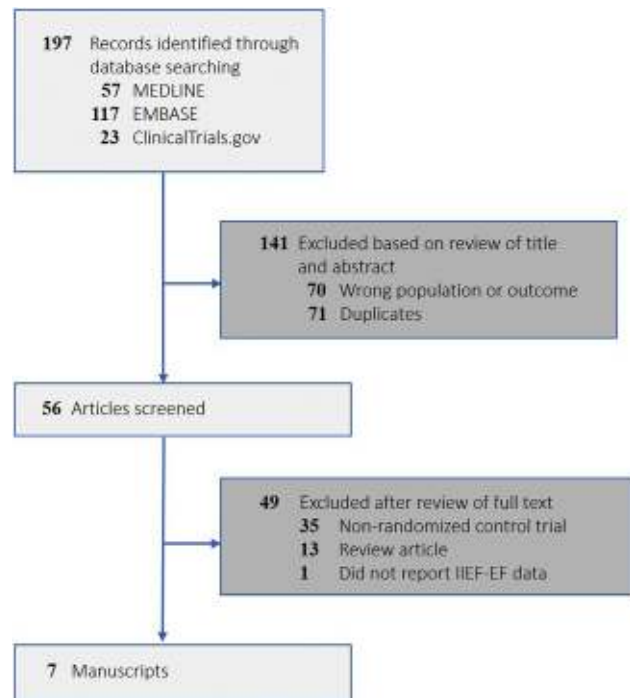 197 Records identified through
database searching
57 MEDLINE
117 EMBASE
23 ClinicalTrials.gov
141 Excluded based on review of title
and abstract
70 Wrong population or outcome
71 Duplicates
56 Articles screened
49 Excluded after review of full text
35 Non-randomized control trial
13 Review article
1 Did not report IIEF-EF data
7 Manuscripts